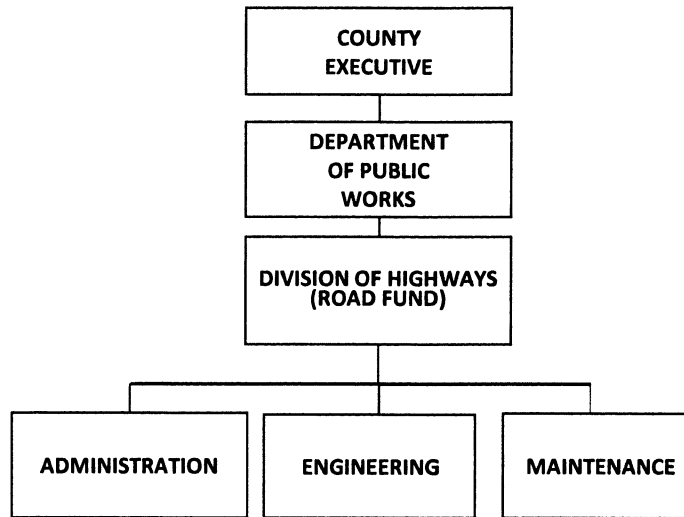 COUNTY
EXECUTIVE
DEPARTMENT
OF PUBLIC
WORKS
DIVISION OF HIGHWAYS
(ROAD FUND)
ADMINISTRATION
ENGINEERING
MAINTENANCE